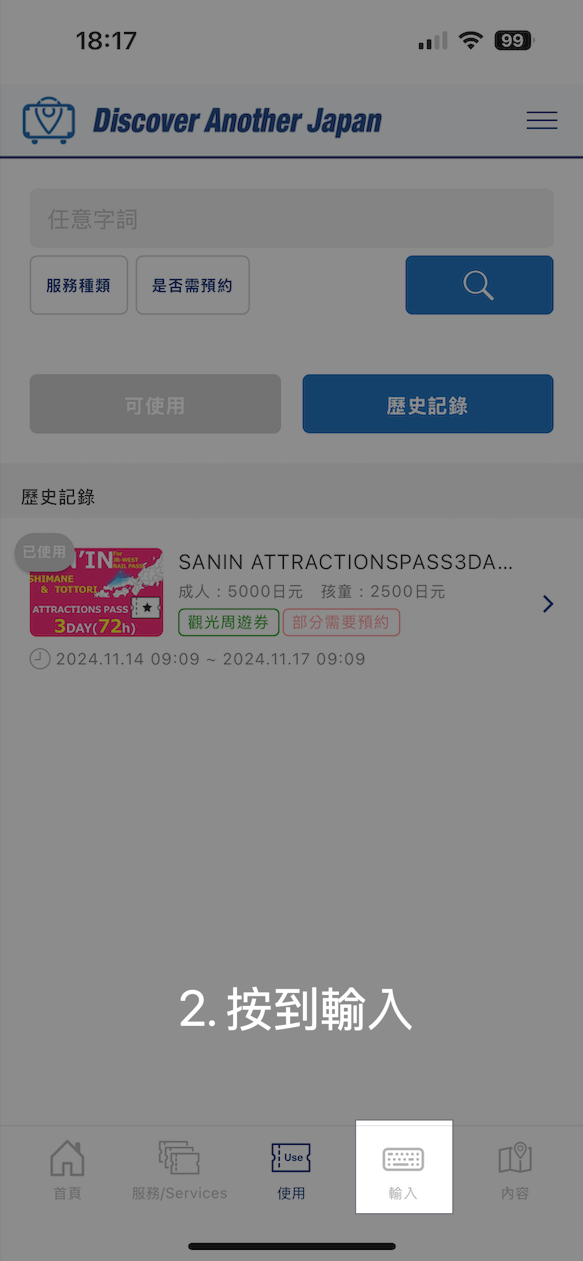 18:17
99
Discover Another Japan
任意字詞
服務種類
是否需預約
可使用
歷史記錄
歷史記錄
已使用
N'IN For JR-WEST RAIL PASS
SHIMANE
& TOTTORI
ATTRACTIONS PASS
3DAY(72h)
SANIN ATTRACTIONSPASS3DA...
成人：5000日元 孩童：2500日元
觀光周遊券 部分需要預約
2024.11.14 09:09 ~ 2024.11.17 09:09
2. 按到輸入
Use
首頁 服務/Services 使用 輸入 內容